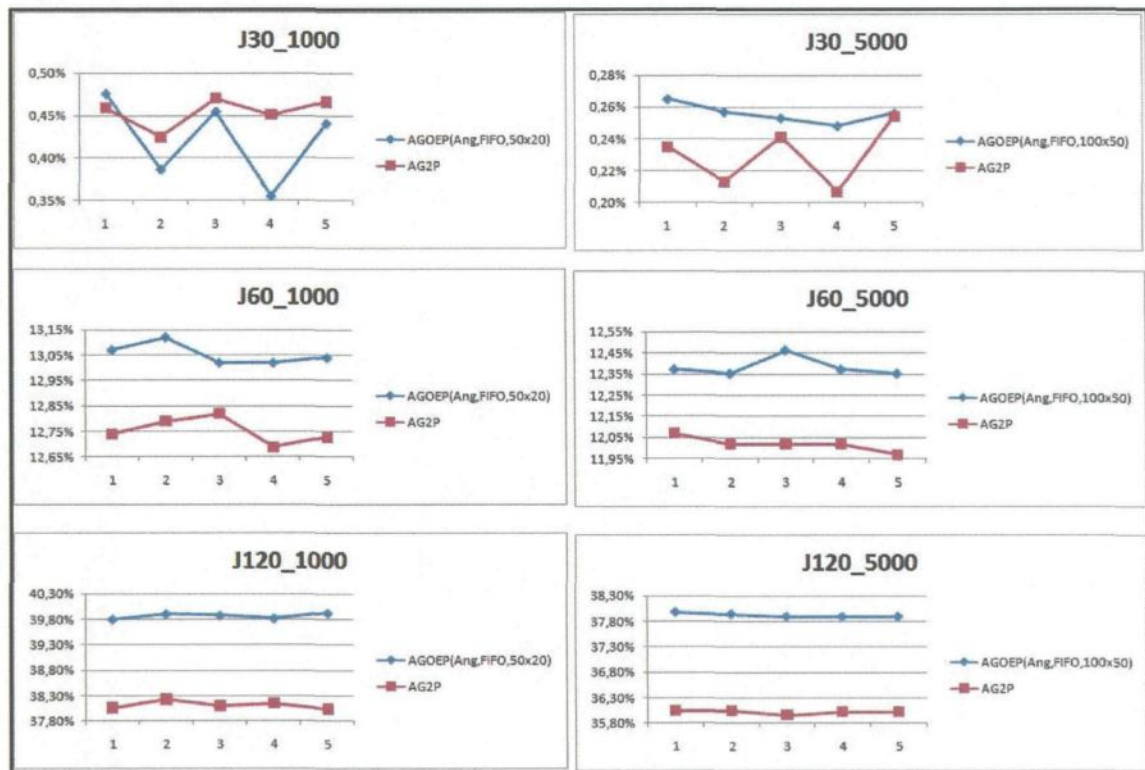 J30_1000
0,50%
0,45%
0,40%
0,35%
1 2 3 4 5
AGOEP(Ang,FIFO,50x20)
AG2P
J30_5000
0,28%
0,26%
0,24%
0,22%
0,20%
1 2 3 4 5
AGOEP(Ang,FIFO,100x50)
AG2P
J60_1000
13,15%
13,05%
12,95%
12,85%
12,75%
12,65%
1 2 3 4 5
AGOEP(Ang,FIFO,50x20)
AG2P
J60_5000
12,55%
12,45%
12,35%
12,25%
12,15%
12,05%
11,95%
1 2 3 4 5
AGOEP(Ang,FIFO,100x50)
AG2P
J120_1000
40,30%
39,80%
39,30%
38,80%
38,30%
37,80%
1 2 3 4 5
AGOEP(Ang,FIFO,50x20)
AG2P
J120_5000
38,30%
37,80%
37,30%
36,80%
36,30%
35,80%
1 2 3 4 5
AGOEP(Ang,FIFO,100x50)
AG2P